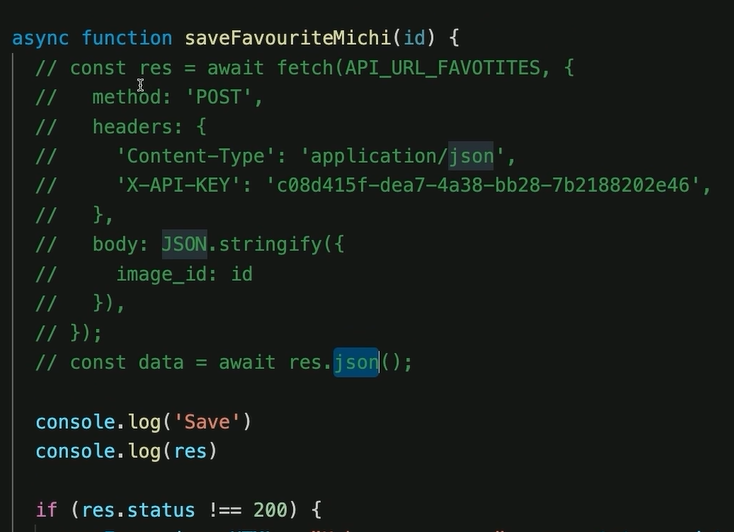 async function saveFavouriteMichi(id) {
// const res = await fetch(API_URL_FAVOTITES, {
//   method: 'POST',
//   headers: {
//     'Content-Type': 'application/json',
//     'X-API-KEY': 'c08d415f-dea7-4a38-bb28-7b2188202e46',
//   },
//   body: JSON.stringify({
//     image_id: id
//   }),
// });
// const data = await res.json();
console.log('Save')
console.log(res)
if (res.status !== 200) {